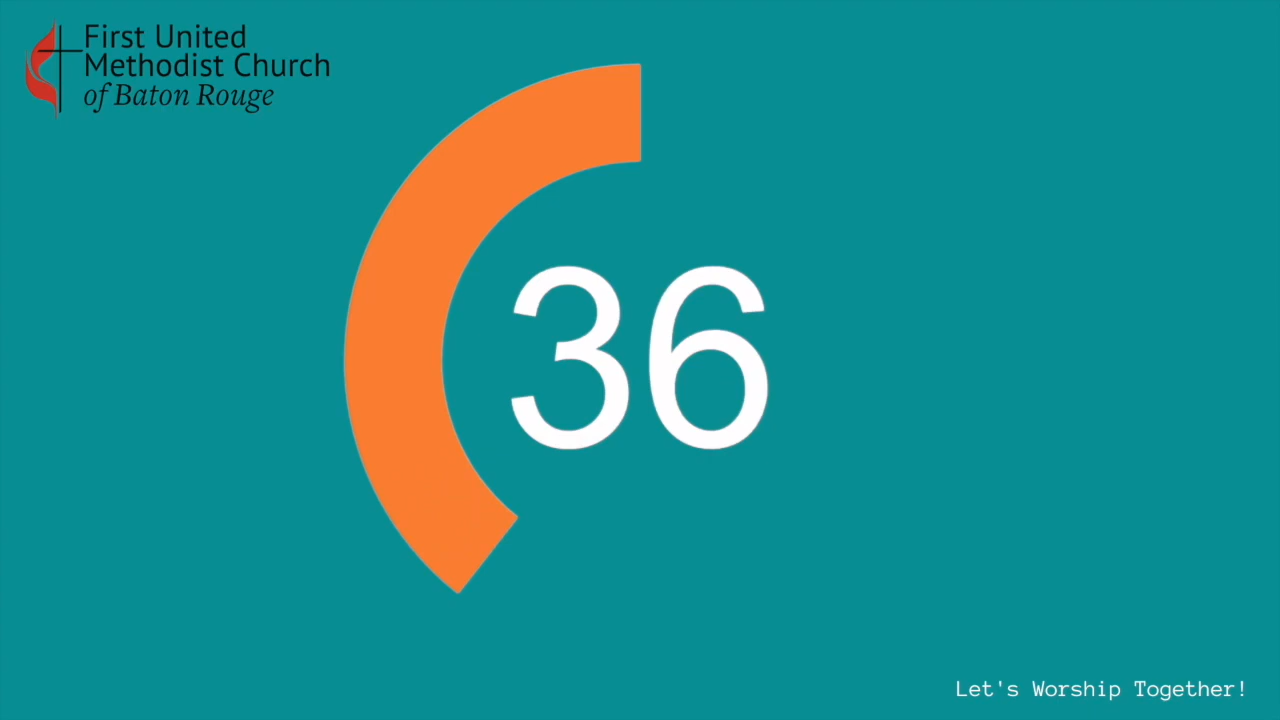 First United
Methodist Church
of Baton Rouge
36
Let's Worship Together!